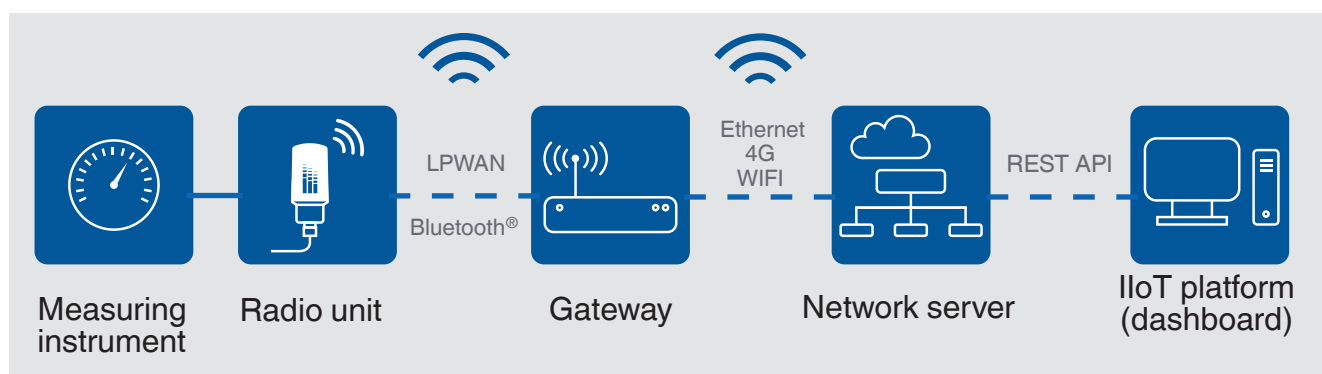 LPWAN
Bluetooth®
Ethernet
4G
WIFI
REST API
Measuring
instrument
Radio unit
Gateway
Network server
IIoT platform
(dashboard)